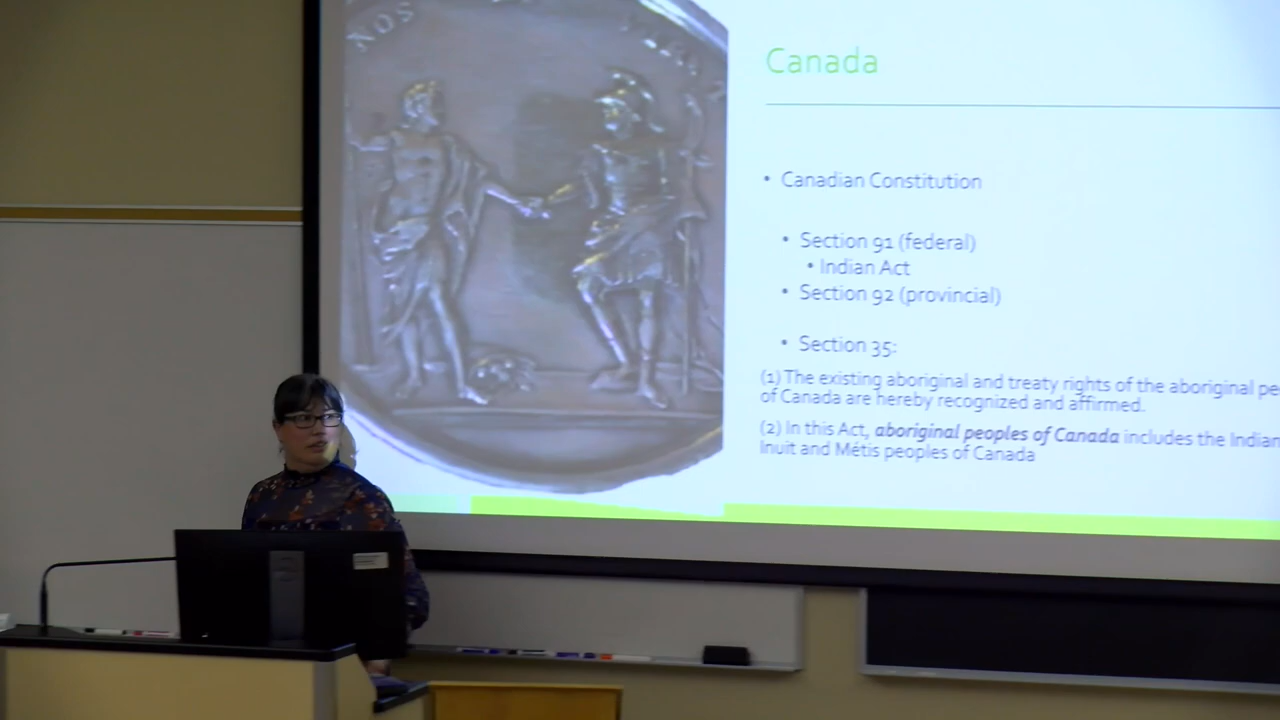 NOS
Canada
• Canadian Constitution
• Section 91 (federal)
• Indian Act
• Section 92 (provincial)
• Section 35:
(1) The existing aboriginal and treaty rights of the aboriginal
of Canada are hereby recognized and affirmed.
(2) In this Act, aboriginal peoples of Canada includes the Indian
Inuit and Métis peoples of Canada